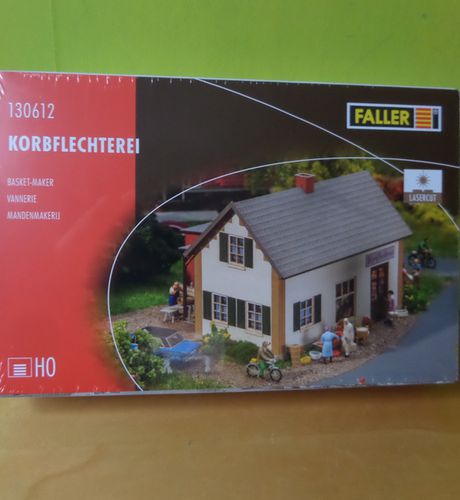 130612
FALLER
KORBFLECHTEREI
BASKET-MAKER
VANNERIE
MANDENMAKERIJ
LASERCUT
H0